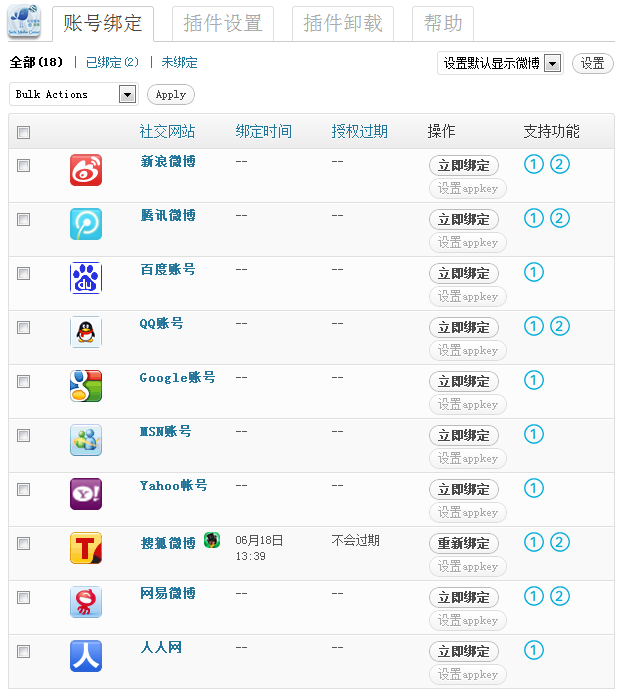 账号绑定 插件设置 插件卸载 帮助
全部(18) | 已绑定(2) | 未绑定 设置默认显示微博 设置
Bulk Actions Apply
社交网站 绑定时间 授权过期 操作 支持功能
新浪微博 -- -- 立即绑定 ① ②
设置appkey
腾讯微博 -- -- 立即绑定 ① ②
设置appkey
百度账号 -- -- 立即绑定 ①
设置appkey
QQ账号 -- -- 立即绑定 ① ②
设置appkey
Google账号 -- -- 立即绑定 ①
设置appkey
MSN账号 -- -- 立即绑定 ①
设置appkey
Yahoo帐号 -- -- 立即绑定 ①
设置appkey
搜狐微博 06月18日 不会过期 重新绑定 ① ②
13:39
设置appkey
网易微博 -- -- 立即绑定 ① ②
设置appkey
人人网 -- -- 立即绑定 ①
设置appkey